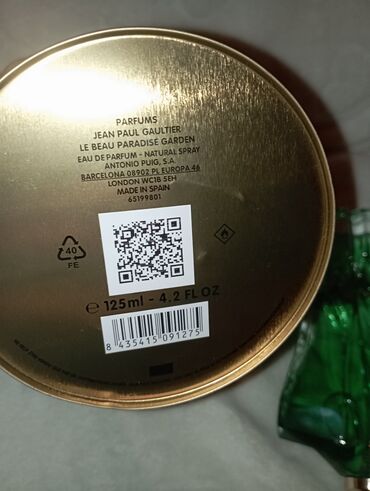 PARFUMS
JEAN PAUL GAULTIER
LE BEAU PARADISE GARDEN
EAU DE PARFUM - NATURAL SPRAY
ANTONIO PUIG, S.A.
BARCELONA 08902 PL EUROPA 46
LONDON WC1B 5EH
MADE IN SPAIN
65199801
40
FE
℮ 125ml - 4.2 FL OZ
8 435415 091275